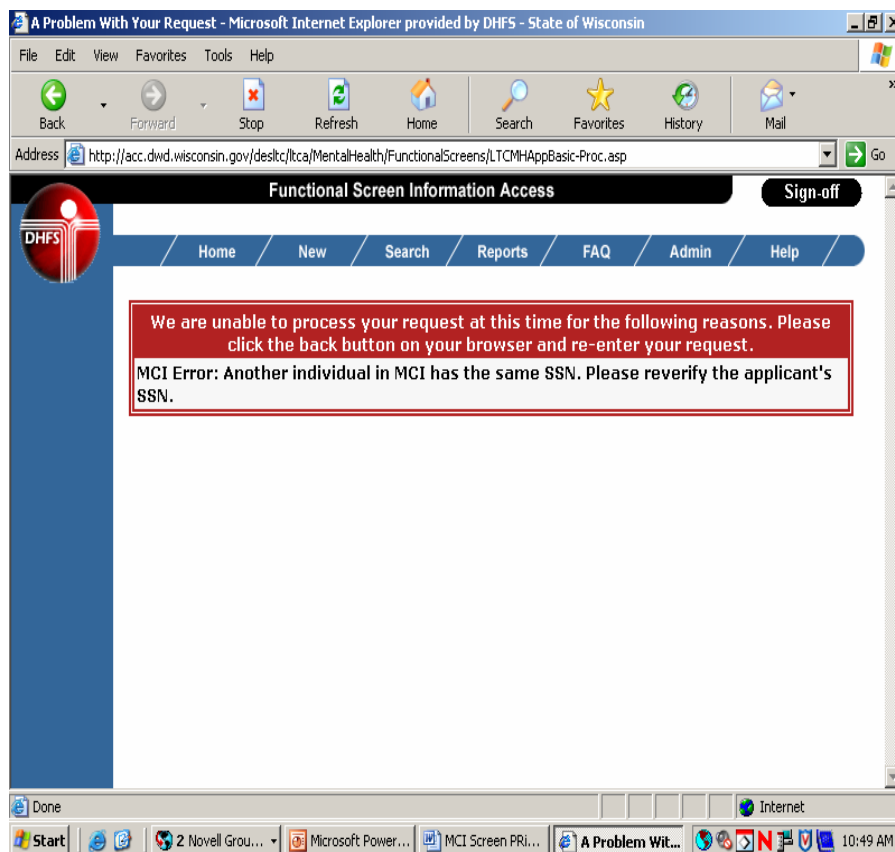 A Problem With Your Request - Microsoft Internet Explorer provided by DHFS - State of Wisconsin
File Edit View Favorites Tools Help
Back Forward Stop Refresh Home Search Favorites History Mail
Address http://acc.dwd.wisconsin.gov/desltc/ltca/MentalHealth/FunctionalScreens/LTCMHAppBasic-Proc.asp Go
Functional Screen Information Access Sign-off
DHFS
Home New Search Reports FAQ Admin Help
We are unable to process your request at this time for the following reasons. Please
click the back button on your browser and re-enter your request.
MCI Error: Another individual in MCI has the same SSN. Please reverify the applicant's
SSN.
Done Internet
Start 2 Novell Grou... Microsoft Power... MCI Screen PRi... A Problem Wit... N 10:49 AM